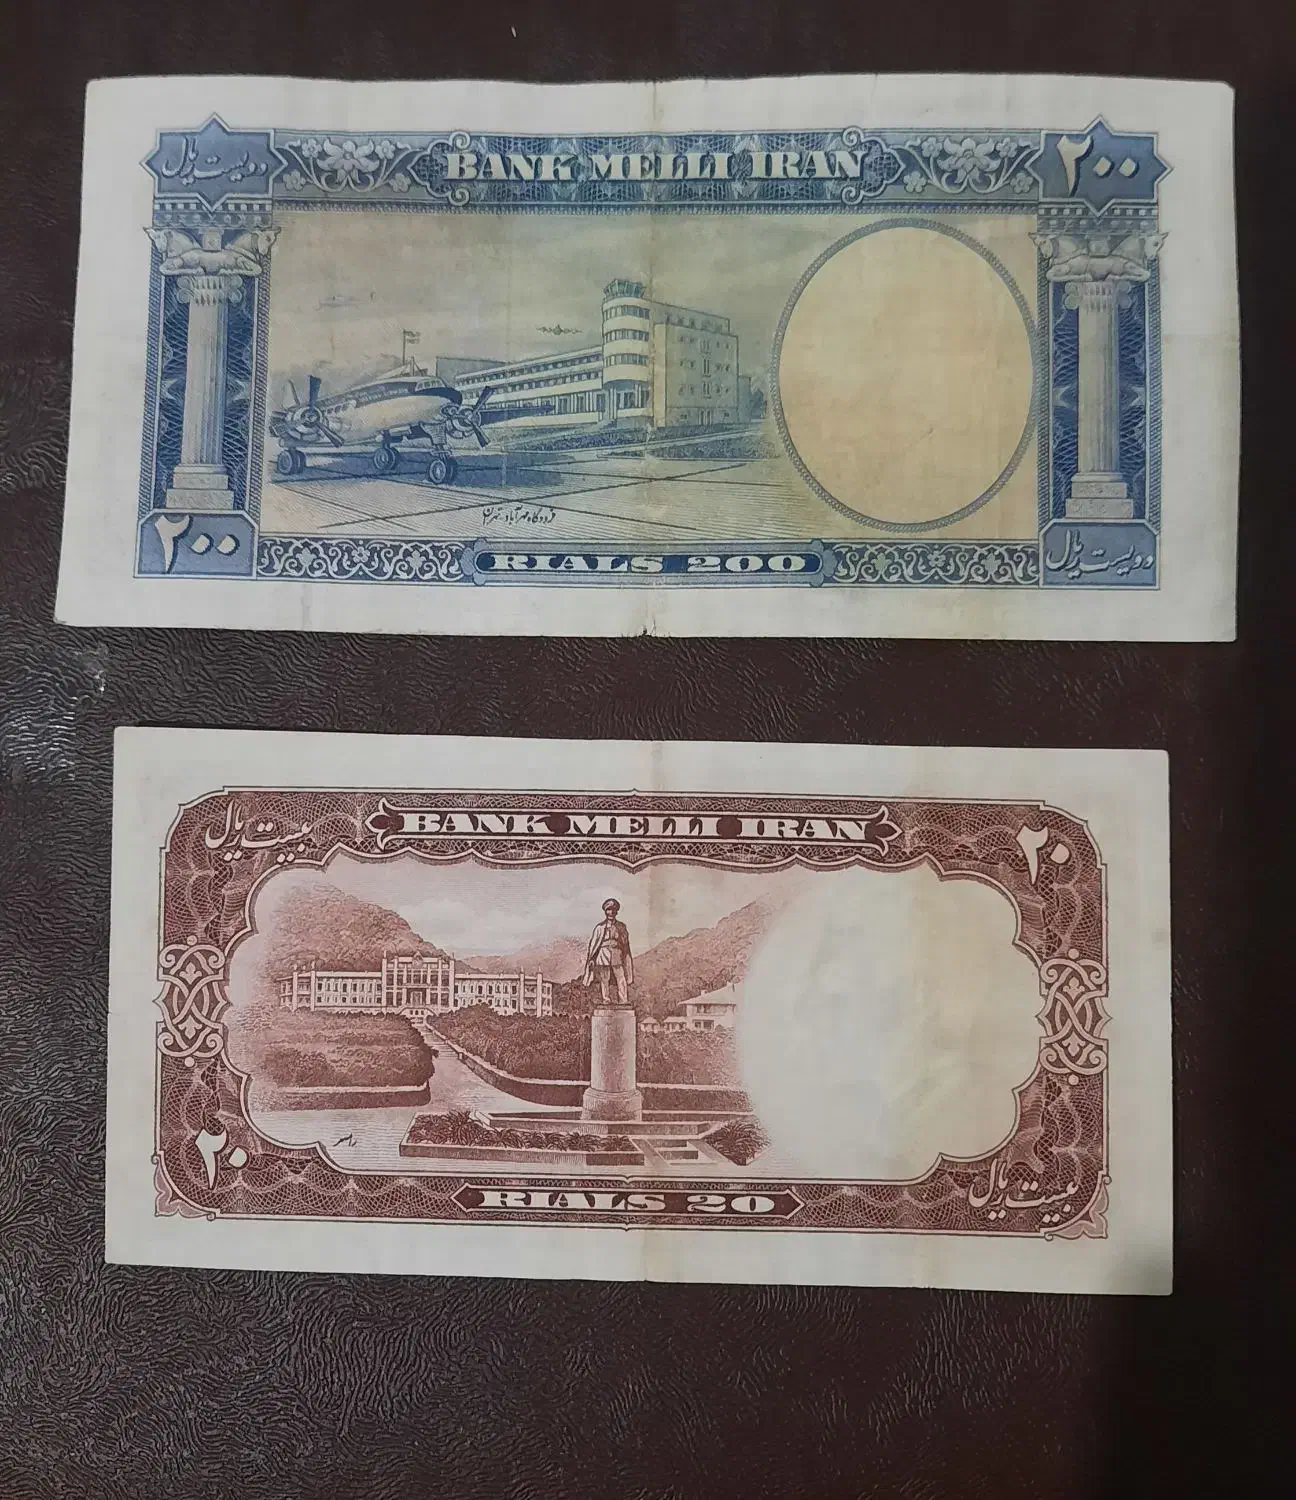 دویست ریال BANK MELLI IRAN ۲۰۰
فرودگاه مهرآباد - تهران
۲۰۰ RIALS 200 دویست ریال
بیست ریال BANK MELLI IRAN ۲۰
رامسر
۲۰ بیست ریال
RIALS 20